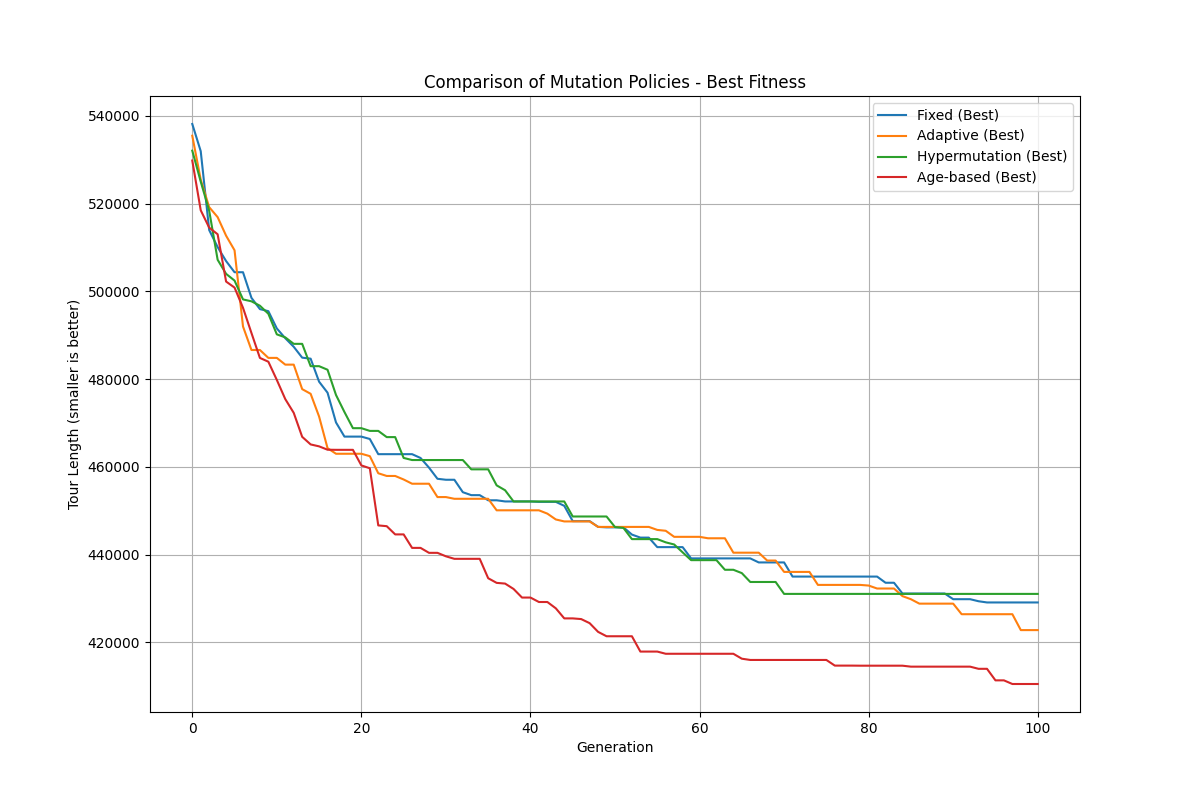 Comparison of Mutation Policies - Best Fitness
Tour Length (smaller is better)
540000
520000
500000
480000
460000
440000
420000
Fixed (Best)
Adaptive (Best)
Hypermutation (Best)
Age-based (Best)
0 20 40 60 80 100
Generation